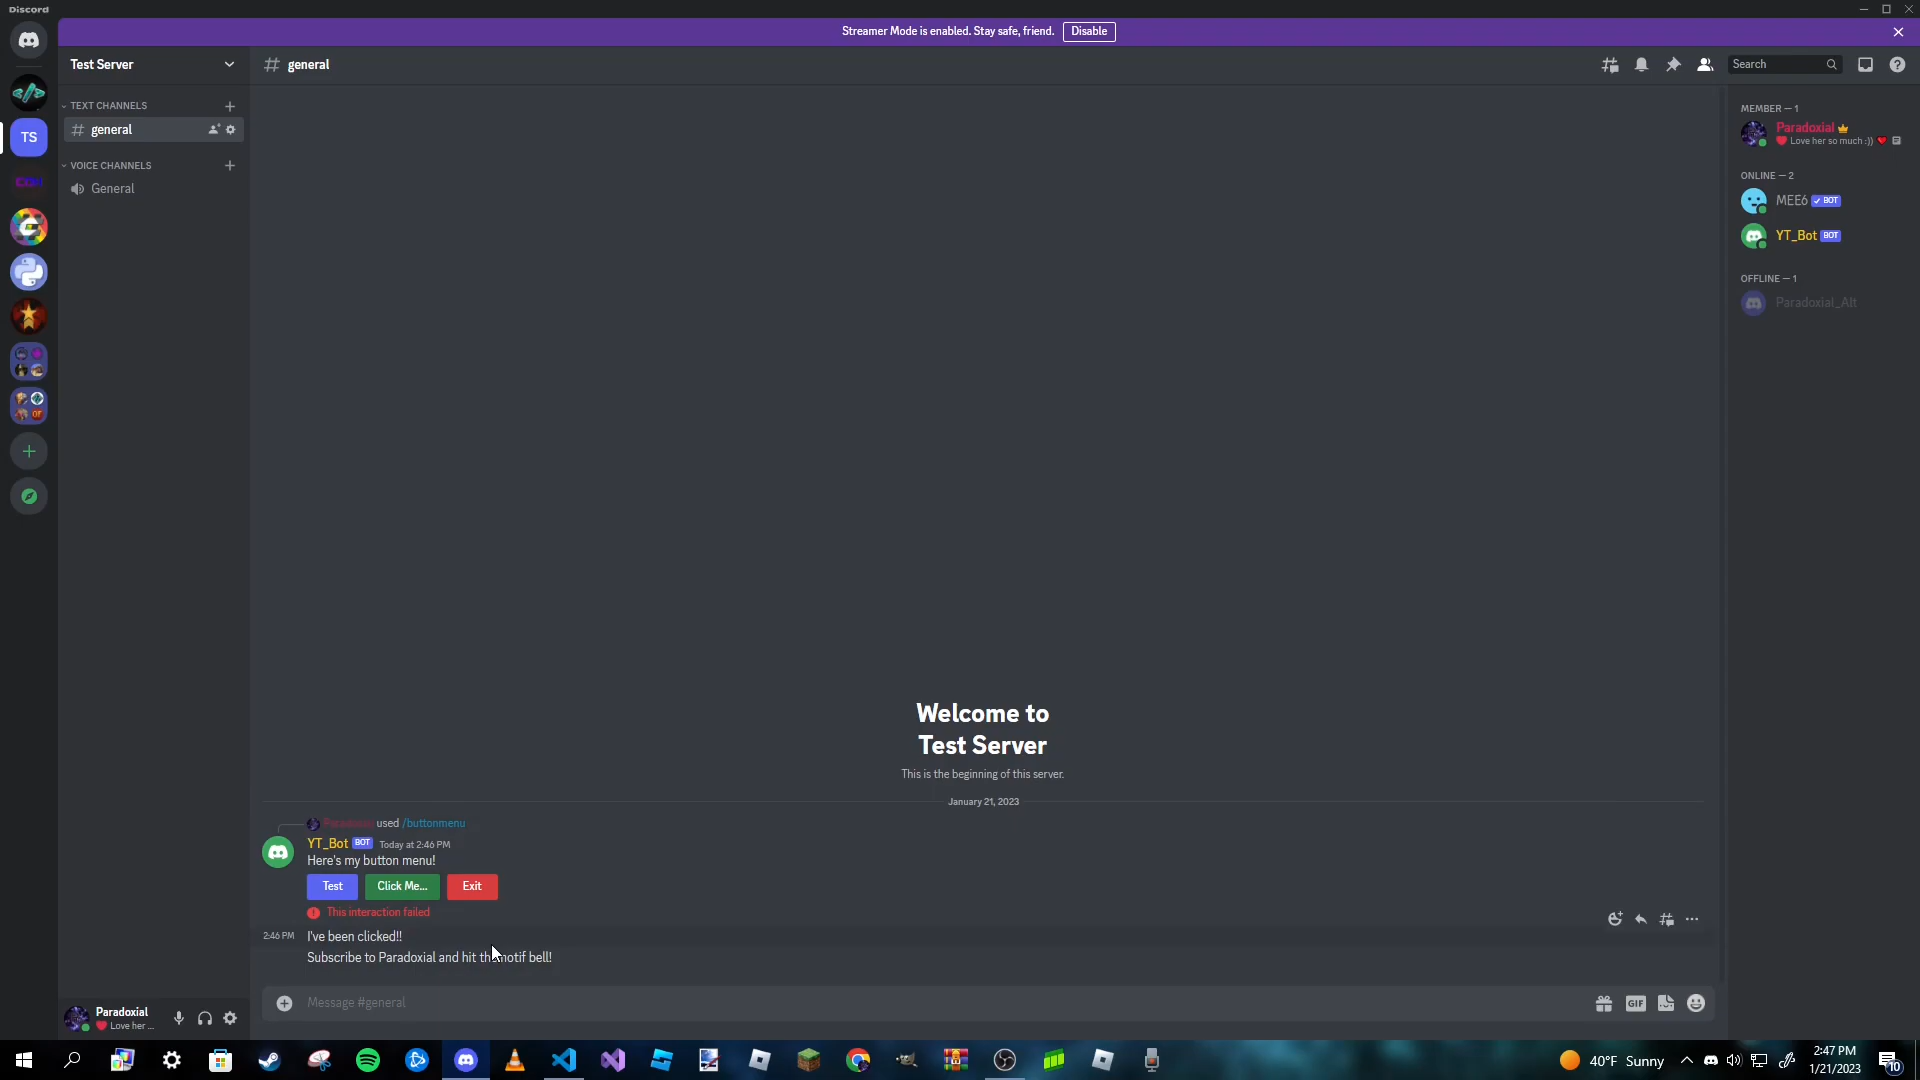 Discord
Streamer Mode is enabled. Stay safe, friend. Disable
Test Server
general
Search
TEXT CHANNELS
general
TS
VOICE CHANNELS
General
MEMBER — 1
Paradoxial
Love her so much :))
ONLINE — 2
MEE6 ✓ BOT
YT_Bot BOT
OFFLINE — 1
Paradoxial_Alt
Welcome to
Test Server
This is the beginning of this server.
January 21, 2023
Paradoxial used /buttonmenu
YT_Bot BOT Today at 2:46 PM
Here's my button menu!
Test Click Me... Exit
This interaction failed
2:46 PM I've been clicked!!
Subscribe to Paradoxial and hit the notif bell!
Message #general
GIF
Paradoxial
Love her ...
40°F Sunny
2:47 PM
1/21/2023
10